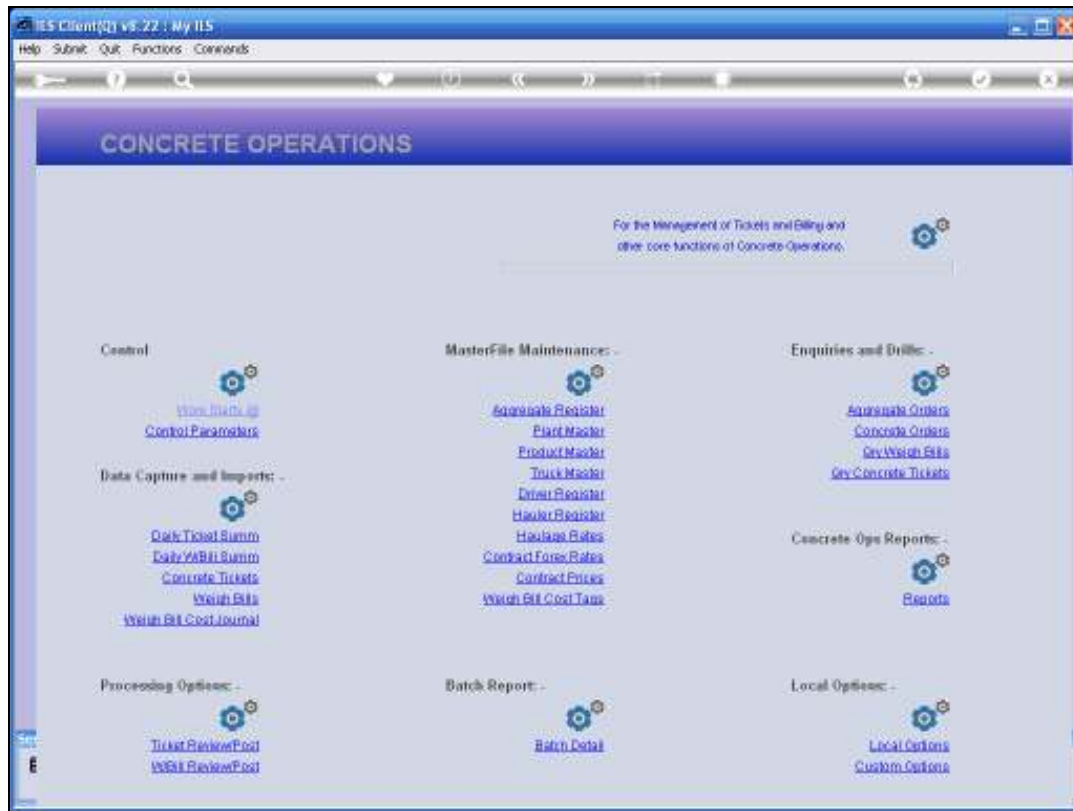 IES Client(Q) v8.22 : My IES
Help Submit Quit Functions Commands
CONCRETE OPERATIONS
For the Management of Tickets and Billing and
other core functions of Concrete Operations.
Control
Work Starts @
Control Parameters
Data Capture and Imports: -
Daily Ticket Summ
Daily WBill Summ
Concrete Tickets
Weigh Bills
Weigh Bill Cost Journal
Processing Options: -
Ticket Review/Post
WBill Review/Post
MasterFile Maintenance: -
Aggregate Register
Plant Master
Product Master
Truck Master
Driver Register
Hauler Register
Haulage Rates
Contract Forex Rates
Contract Prices
Weigh Bill Cost Tags
Batch Report: -
Batch Detail
Enquiries and Drills: -
Aggregate Orders
Concrete Orders
Qry Weigh Bills
Qry Concrete Tickets
Concrete Ops Reports: -
Reports
Local Options: -
Local Options
Custom Options